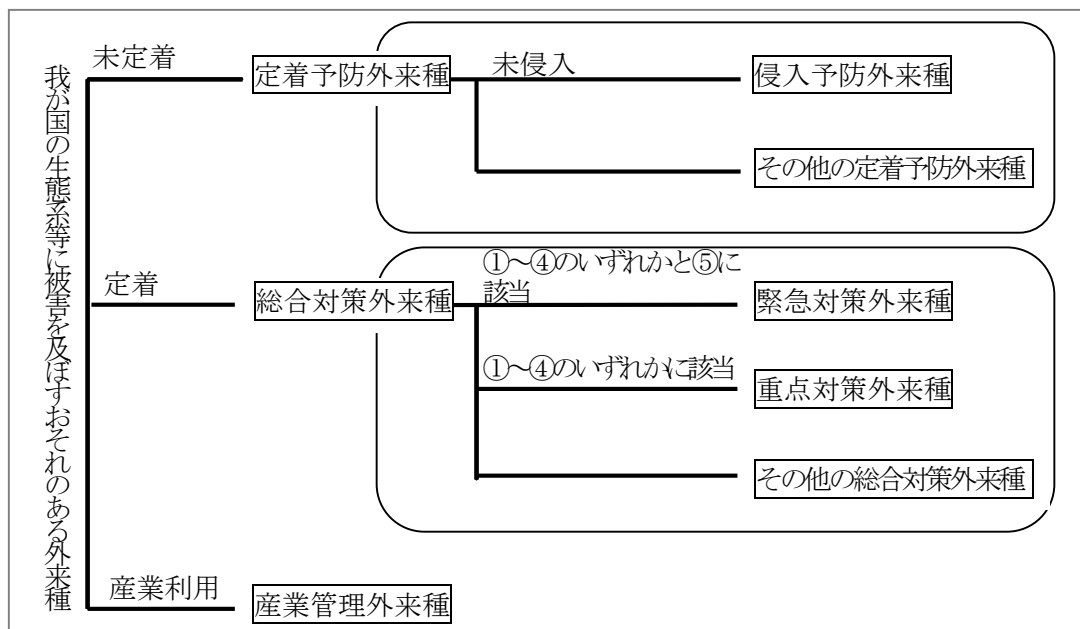 我が国の生態系等に被害を及ぼすおそれのある外来種
未定着
定着予防外来種
未侵入
侵入予防外来種
その他の定着予防外来種
定着
総合対策外来種
①~④のいずれかと⑤に
該当
緊急対策外来種
①~④のいずれかに該当
重点対策外来種
その他の総合対策外来種
産業利用
産業管理外来種